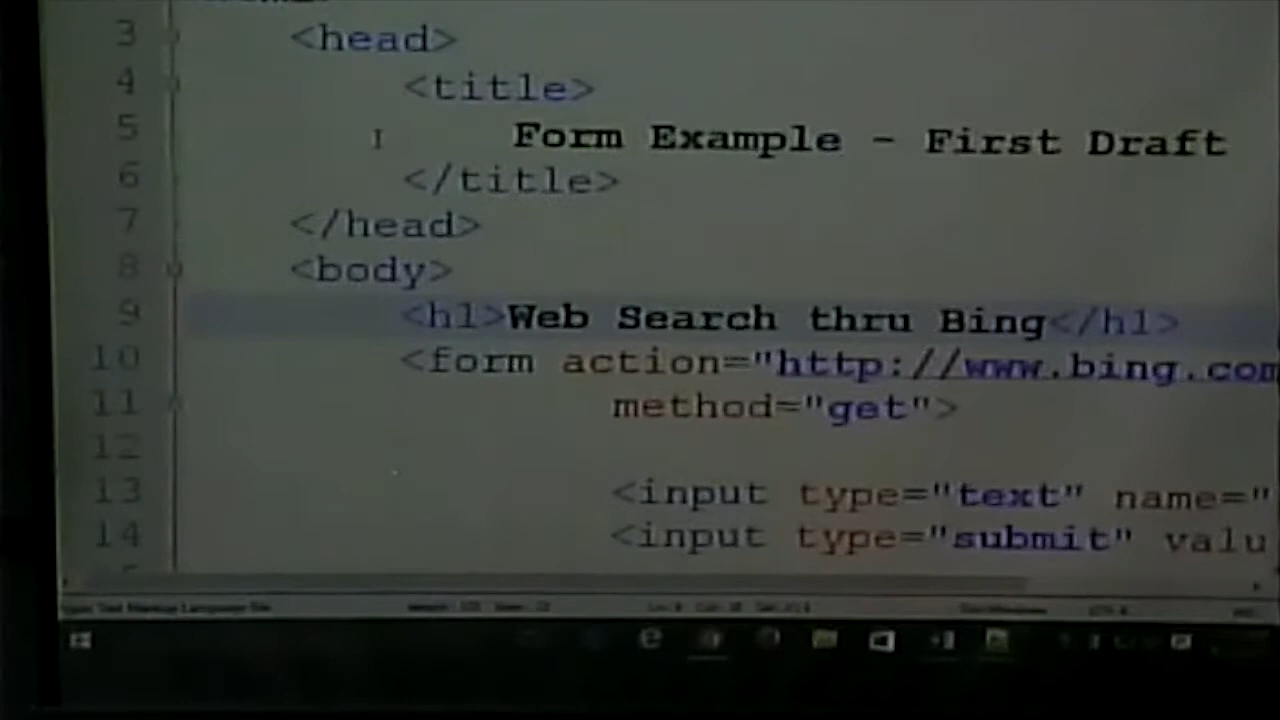 3 <head>
4 <title>
5 Form Example - First Draft
6 </title>
7 </head>
8 <body>
9 <h1>Web Search thru Bing</h1>
10 <form action="http://www.bing.com
11 method="get">
12
13 <input type="text" name="
14 <input type="submit" valu